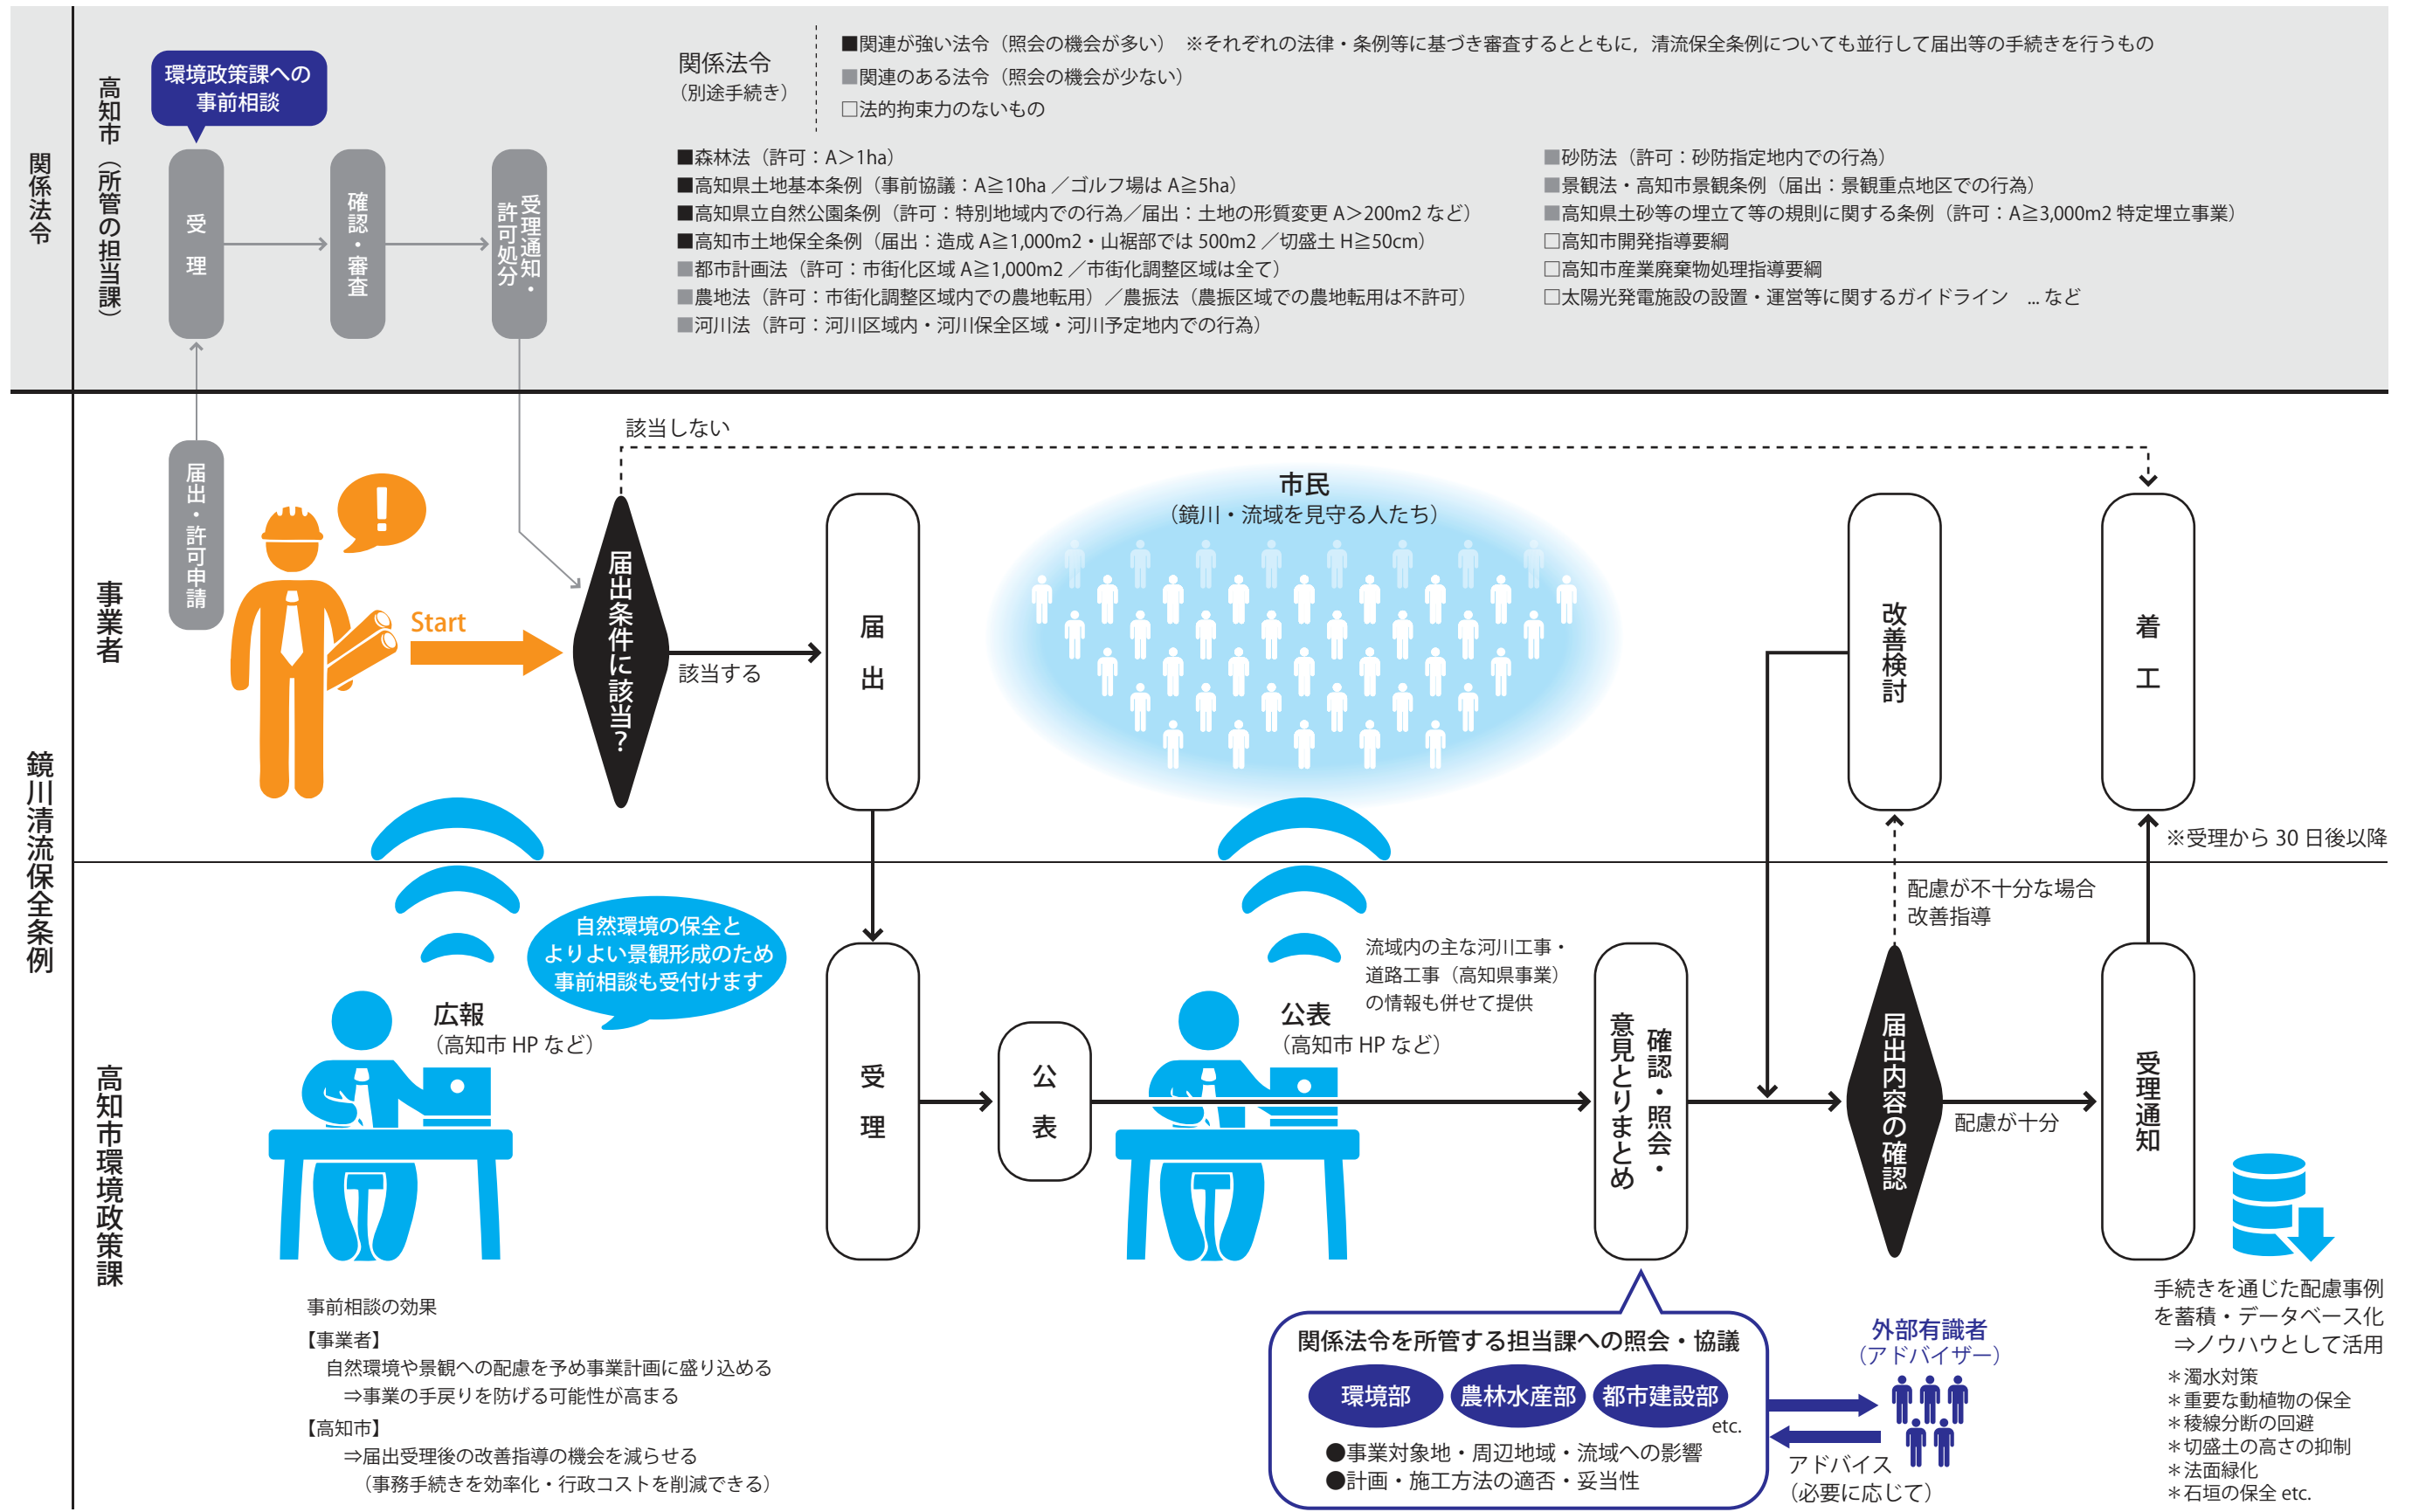 関係法令
高知市（所管の担当課）
環境政策課への
事前相談
受理
確認・審査
受理通知・
許可処分
関係法令
（別途手続き）
■関連が強い法令（照会の機会が多い）　※それぞれの法律・条例等に基づき審査するとともに，清流保全条例についても並行して届出等の手続きを行うもの
■関連のある法令（照会の機会が少ない）
□法的拘束力のないもの
■森林法（許可：A＞1ha）
■高知県土地基本条例（事前協議：A≧10ha ／ゴルフ場は A≧5ha）
■高知県立自然公園条例（許可：特別地域内での行為／届出：土地の形質変更 A＞200m2 など）
■高知市土地保全条例（届出：造成 A≧1,000m2・山裾部では 500m2 ／切盛土 H≧50cm）
■都市計画法（許可：市街化区域 A≧1,000m2 ／市街化調整区域は全て）
■農地法（許可：市街化調整区域内での農地転用）／農振法（農振区域での農地転用は不許可）
■河川法（許可：河川区域内・河川保全区域・河川予定地内での行為）
■砂防法（許可：砂防指定地内での行為）
■景観法・高知市景観条例（届出：景観重点地区での行為）
■高知県土砂等の埋立て等の規則に関する条例（許可：A≧3,000m2 特定埋立事業）
□高知市開発指導要綱
□高知市産業廃棄物処理指導要綱
□太陽光発電施設の設置・運営等に関するガイドライン　... など
鏡川清流保全条例
事業者
届出・許可申請
!
Start
届出条件に該当？
該当しない
該当する
届出
市民
（鏡川・流域を見守る人たち）
改善検討
着工
※受理から 30 日後以降
高知市環境政策課
広報
（高知市 HP など）
自然環境の保全と
よりよい景観形成のため
事前相談も受付けます
受理
公表
公表
（高知市 HP など）
流域内の主な河川工事・
道路工事（高知県事業）
の情報も併せて提供
確認・照会・
意見とりまとめ
配慮が不十分な場合
改善指導
届出内容の確認
配慮が十分
受理通知
事前相談の効果
【事業者】
自然環境や景観への配慮を予め事業計画に盛り込める
⇒事業の手戻りを防げる可能性が高まる
【高知市】
⇒届出受理後の改善指導の機会を減らせる
（事務手続きを効率化・行政コストを削減できる）
関係法令を所管する担当課への照会・協議
環境部
農林水産部
都市建設部
etc.
●事業対象地・周辺地域・流域への影響
●計画・施工方法の適否・妥当性
外部有識者
（アドバイザー）
アドバイス
（必要に応じて）
手続きを通じた配慮事例
を蓄積・データベース化
⇒ノウハウとして活用
＊濁水対策
＊重要な動植物の保全
＊稜線分断の回避
＊切盛土の高さの抑制
＊法面緑化
＊石垣の保全 etc.